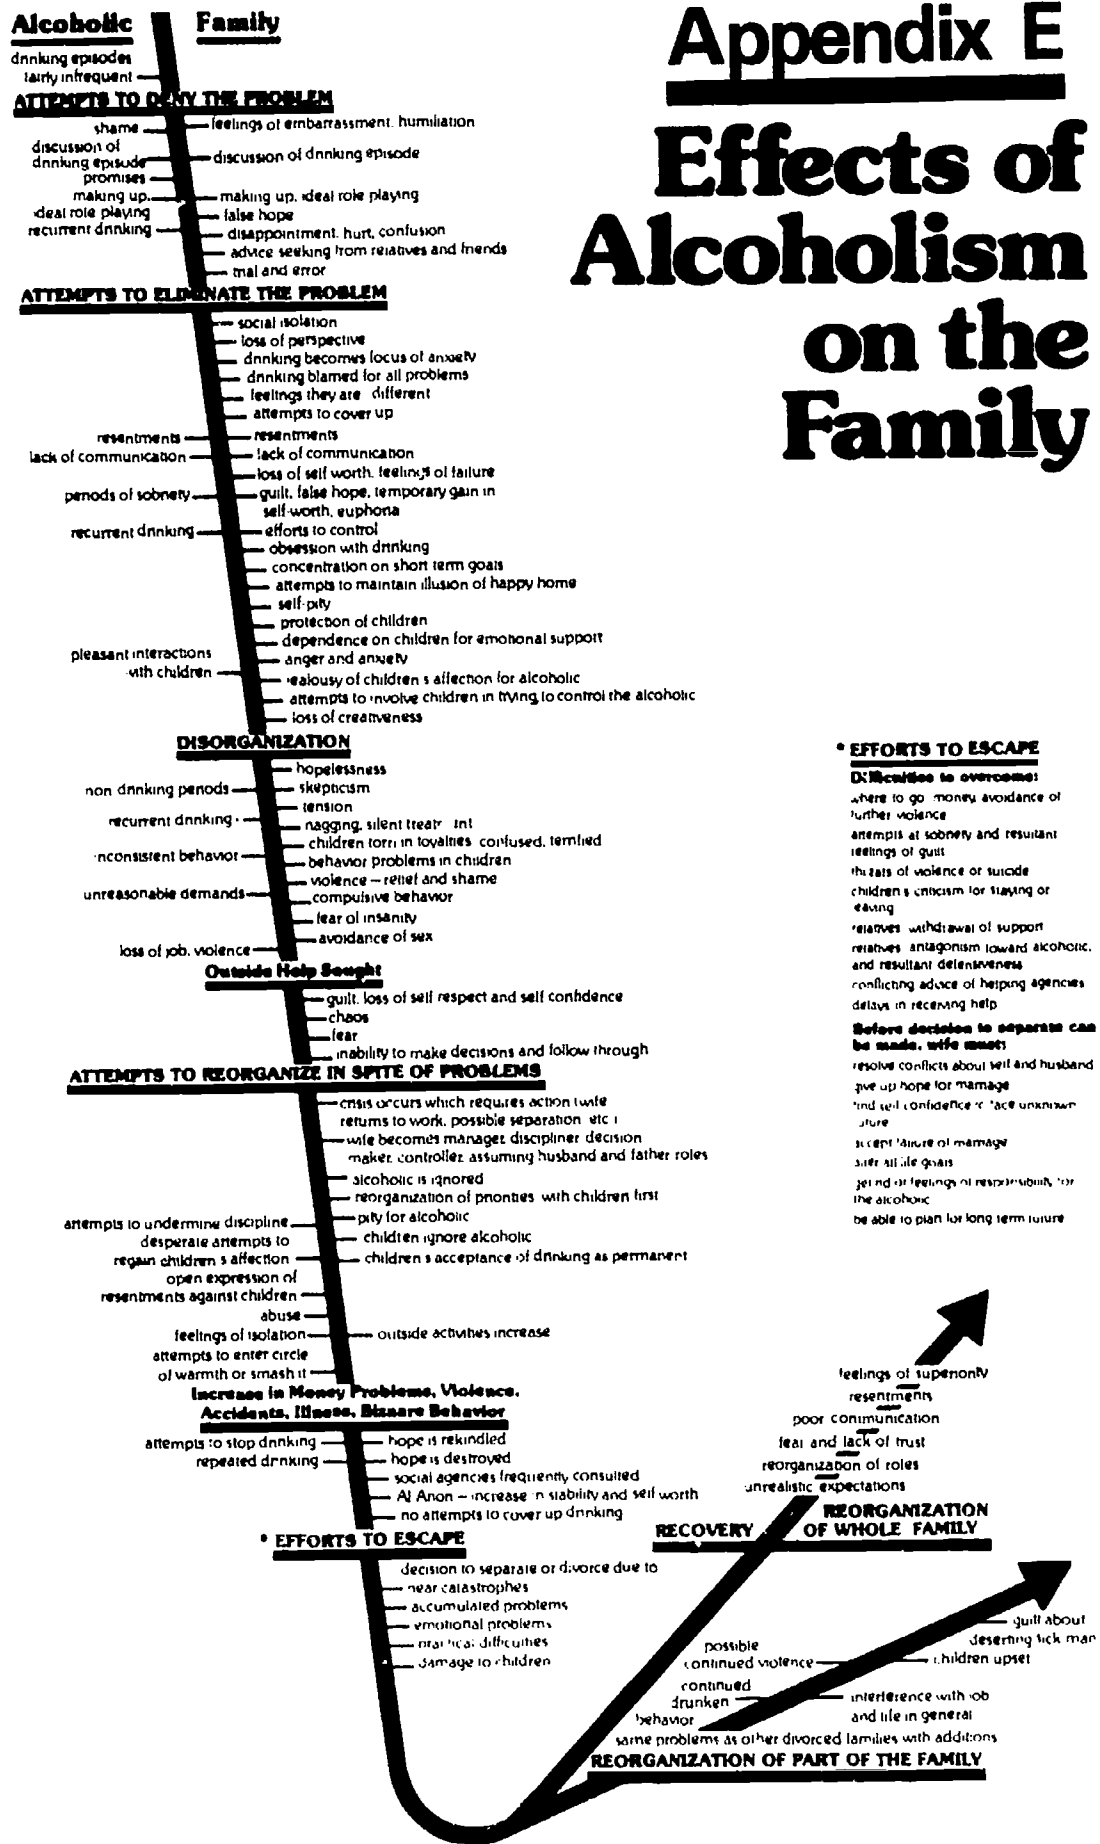 Appendix E
Effects of
Alcoholism
on the
Family
Alcoholic
Family
drinking episodes
fairly infrequent
ATTEMPTS TO DENY THE PROBLEM
shame
feelings of embarrassment, humiliation
discussion of
drinking episode
discussion of drinking episode
promises
making up,
ideal role playing
making up, ideal role playing
false hope
recurrent drinking
disappointment, hurt, confusion
advice seeking from relatives and friends
trial and error
ATTEMPTS TO ELIMINATE THE PROBLEM
social isolation
loss of perspective
drinking becomes focus of anxiety
drinking blamed for all problems
feelings they are different
attempts to cover up
resentments
resentments
lack of communication
lack of communication
loss of self worth, feelings of failure
periods of sobriety
guilt, false hope, temporary gain in
self-worth, euphoria
recurrent drinking
efforts to control
obsession with drinking
concentration on short term goals
attempts to maintain illusion of happy home
self-pity
protection of children
dependence on children for emotional support
pleasant interactions
with children
anger and anxiety
jealousy of children s affection for alcoholic
attempts to involve children in trying to control the alcoholic
loss of creativeness
DISORGANIZATION
hopelessness
non drinking periods
skepticism
tension
recurrent drinking
nagging, silent treatment
children torn in loyalties, confused, terrified
inconsistent behavior
behavior problems in children
violence – relief and shame
unreasonable demands
compulsive behavior
fear of insanity
avoidance of sex
loss of job, violence
Outside Help Sought
guilt, loss of self respect and self confidence
chaos
fear
inability to make decisions and follow through
ATTEMPTS TO REORGANIZE IN SPITE OF PROBLEMS
crisis occurs which requires action (wife
returns to work, possible separation etc )
wife becomes manager, discipliner decision
maker, controller, assuming husband and father roles
alcoholic is ignored
reorganization of priorities with children first
pity for alcoholic
attempts to undermine discipline
children ignore alcoholic
desperate attempts to
regain children s affection
children s acceptance of drinking as permanent
open expression of
resentments against children
abuse
feelings of isolation
outside activities increase
attempts to enter circle
of warmth or smash it
Increase in Money Problems, Violence,
Accidents, Illness, Bizarre Behavior
attempts to stop drinking
hope is rekindled
repeated drinking
hope is destroyed
social agencies frequently consulted
Al Anon – increase in stability and self worth
no attempts to cover up drinking
* EFFORTS TO ESCAPE
decision to separate or divorce due to
near catastrophes
accumulated problems
emotional problems
practical difficulties
damage to children
* EFFORTS TO ESCAPE
Difficulties to overcome:
where to go money, avoidance of
further violence
attempts at sobriety and resultant
feelings of guilt
threats of violence or suicide
children s criticism for staying or
leaving
relatives withdrawal of support
relatives antagonism toward alcoholic,
and resultant defensiveness
conflicting advice of helping agencies
delays in receiving help
Before decision to separate can
be made, wife must:
resolve conflicts about self and husband
give up hope for marriage
find self confidence to face unknown
future
accept failure of marriage
alter all life goals
get rid of feelings of responsibility for
the alcoholic
be able to plan for long term future
feelings of superiority
resentments
poor communication
fear and lack of trust
reorganization of roles
unrealistic expectations
RECOVERY
REORGANIZATION
OF WHOLE FAMILY
guilt about
deserting sick man
children upset
possible
continued violence
continued
drunken
behavior
interference with job
and life in general
same problems as other divorced families with additions
REORGANIZATION OF PART OF THE FAMILY